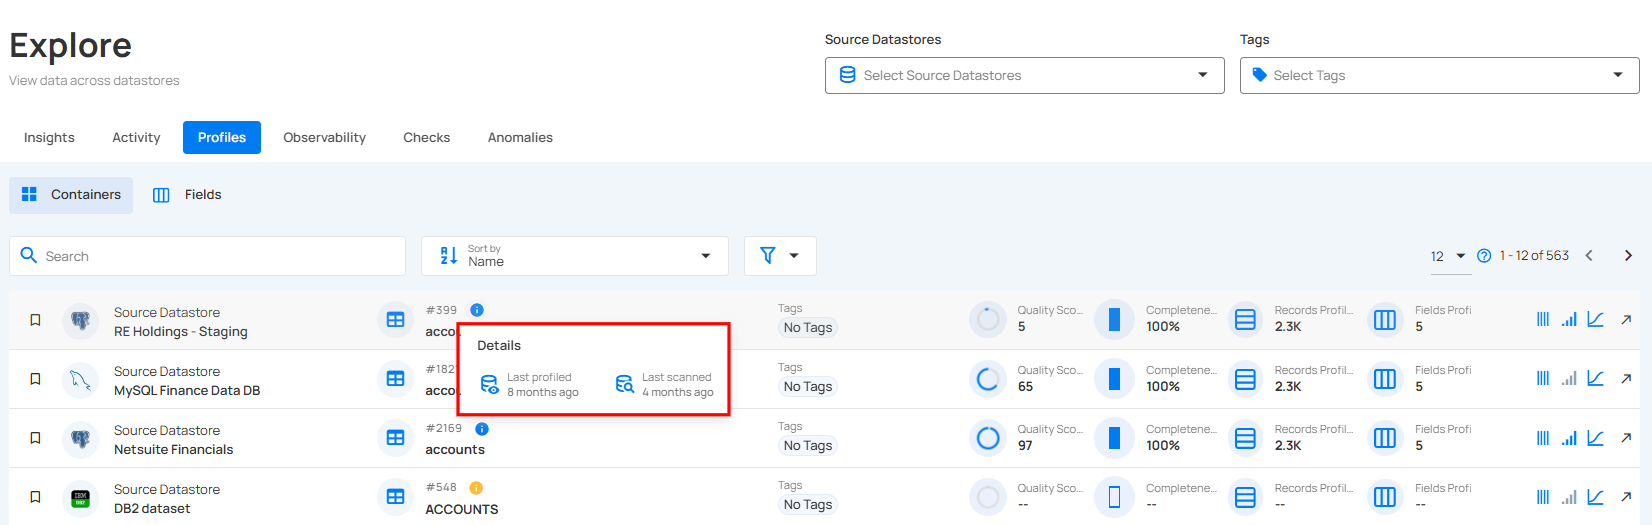 Explore
View data across datastores
Source Datastores
Select Source Datastores
Tags
Select Tags
Insights Activity Profiles Observability Checks Anomalies
Containers Fields
Search
Sort by
Name
12 1 - 12 of 563
Source Datastore
RE Holdings - Staging
#399
acco
Tags
No Tags
Quality Sco...
5
Completene...
100%
Records Profil...
2.3K
Fields Profi
5
Details
Last profiled
8 months ago
Last scanned
4 months ago
Source Datastore
MySQL Finance Data DB
#182
acco
Tags
No Tags
Quality Sco...
65
Completene...
100%
Records Profil...
2.3K
Fields Profi
5
Source Datastore
Netsuite Financials
#2169
accounts
Tags
No Tags
Quality Sco...
97
Completene...
100%
Records Profil...
2.3K
Fields Profi
5
IBM
DB2
Source Datastore
DB2 dataset
#548
ACCOUNTS
Tags
No Tags
Quality Sco...
--
Completene...
--
Records Profil...
--
Fields Profi
--